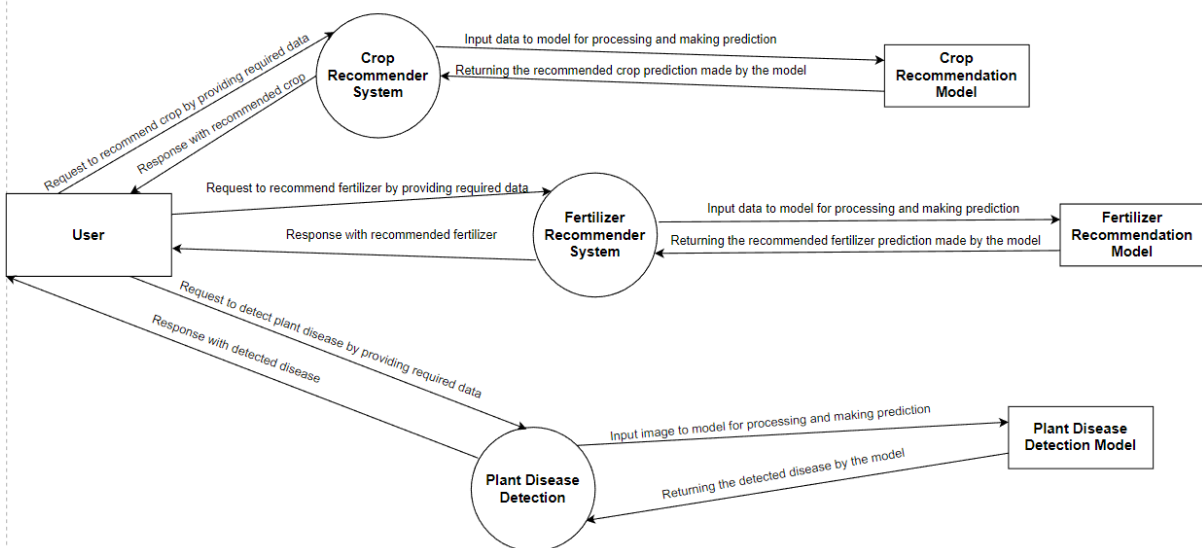 Crop
Recommender
System
Input data to model for processing and making prediction
Returning the recommended crop prediction made by the model
Crop
Recommendation
Model
Request to recommend crop by providing required data
Response with recommended crop
User
Request to recommend fertilizer by providing required data
Response with recommended fertilizer
Fertilizer
Recommender
System
Input data to model for processing and making prediction
Returning the recommended fertilizer prediction made by the model
Fertilizer
Recommendation
Model
Request to detect plant disease by providing required data
Response with detected disease
Plant Disease
Detection
Input image to model for processing and making prediction
Returning the detected disease by the model
Plant Disease
Detection Model